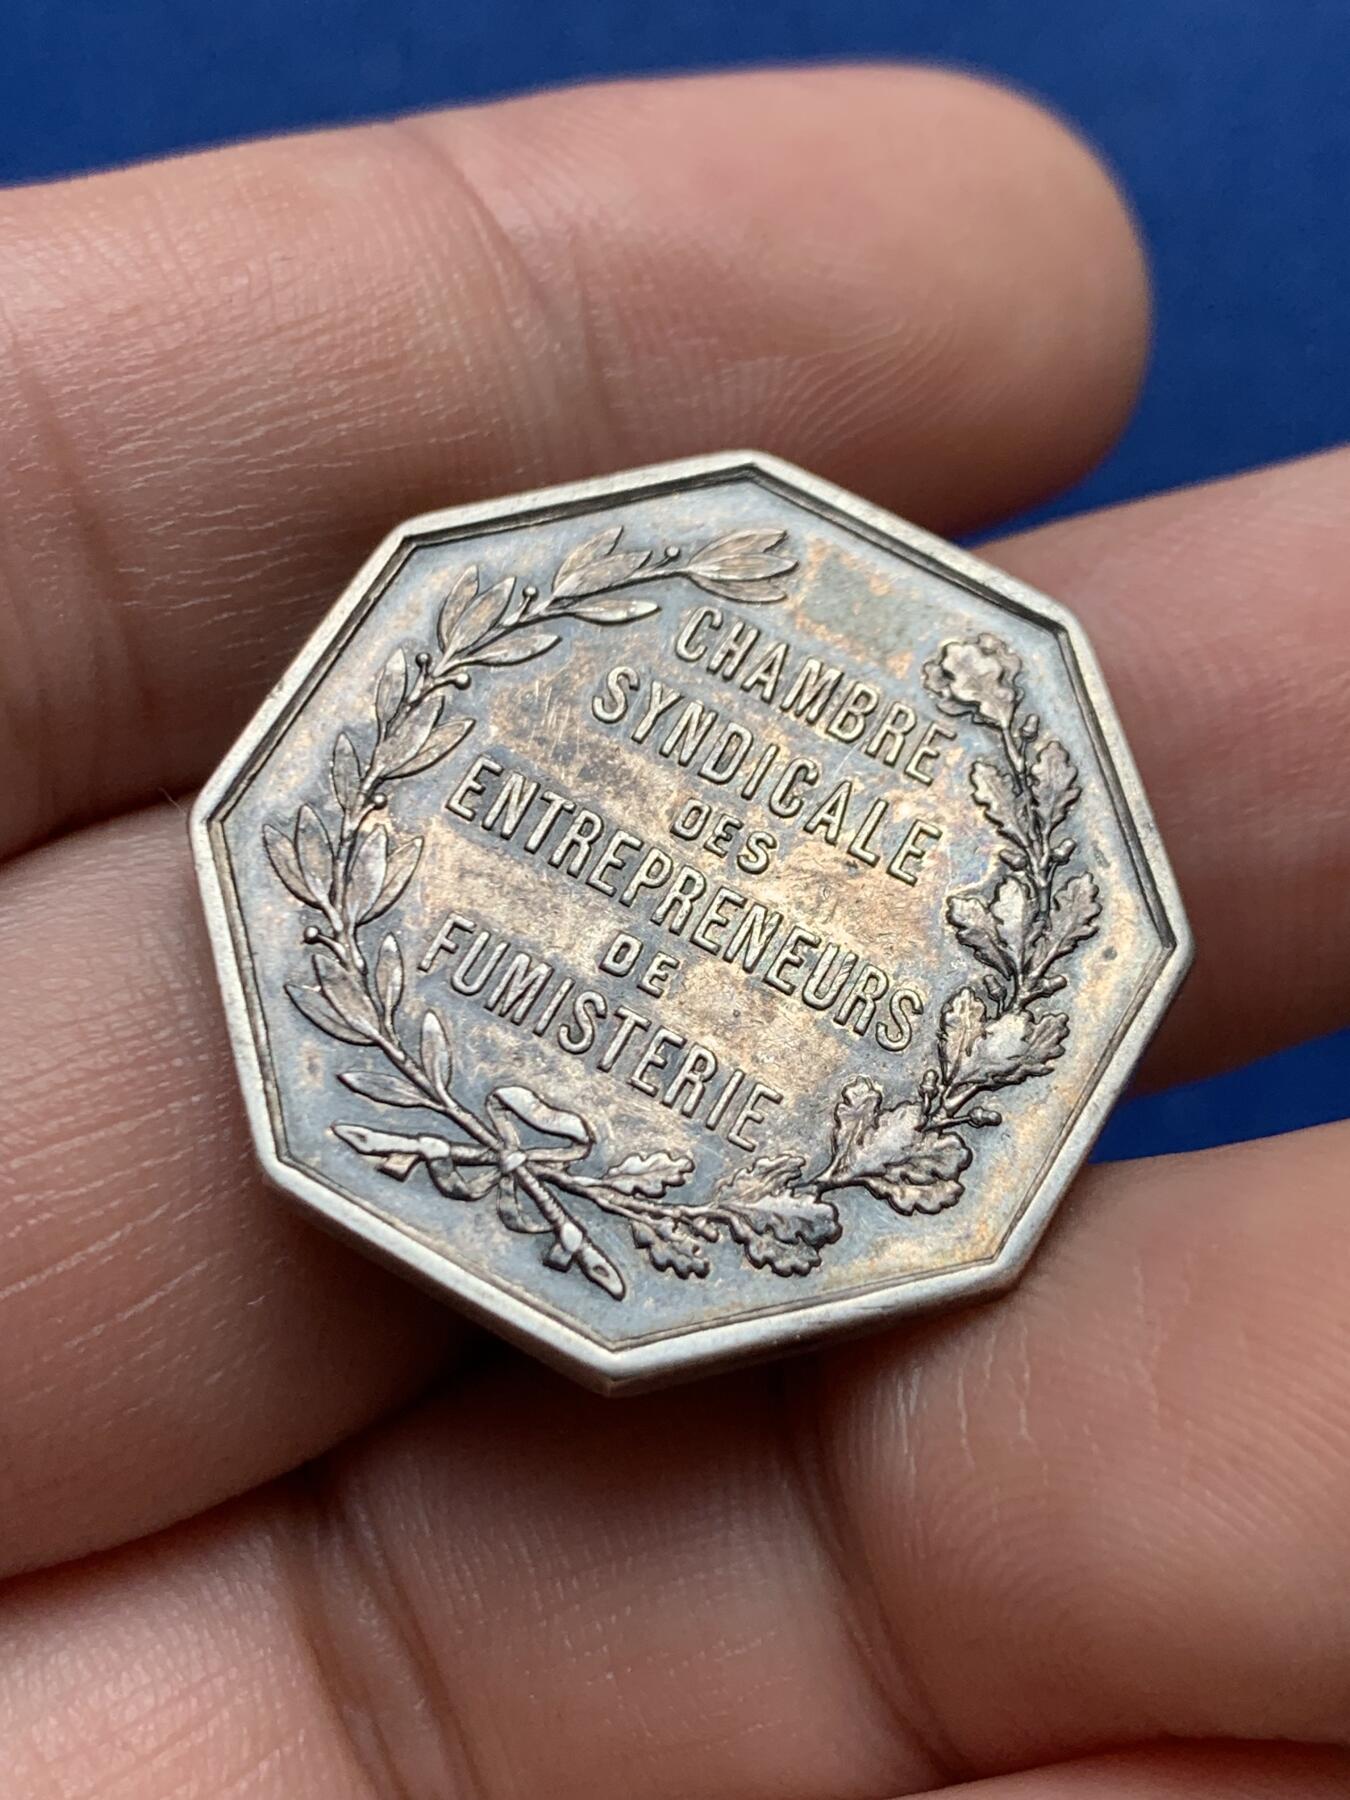 CHAMBRE
SYNDICALE
DES
ENTREPRENEURS
DE
FUMISTERIE